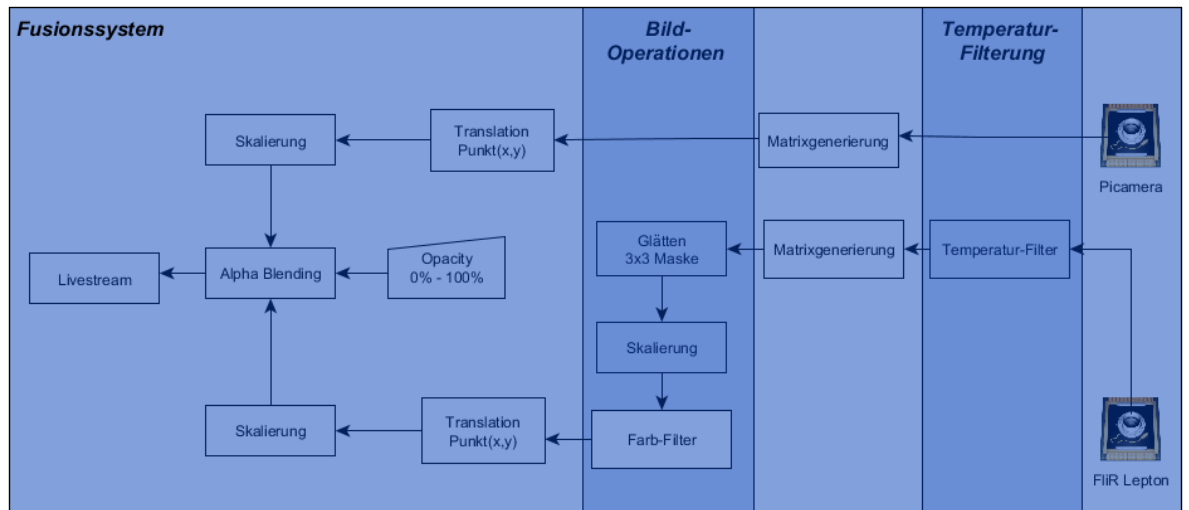 Fusionssystem
Bild-
Operationen
Temperatur-
Filterung
Skalierung
Translation
Punkt(x,y)
Matrixgenerierung
Picamera
Livestream
Alpha Blending
Opacity
0% - 100%
Glätten
3x3 Maske
Matrixgenerierung
Temperatur-Filter
Skalierung
Skalierung
Translation
Punkt(x,y)
Farb-Filter
FliR Lepton